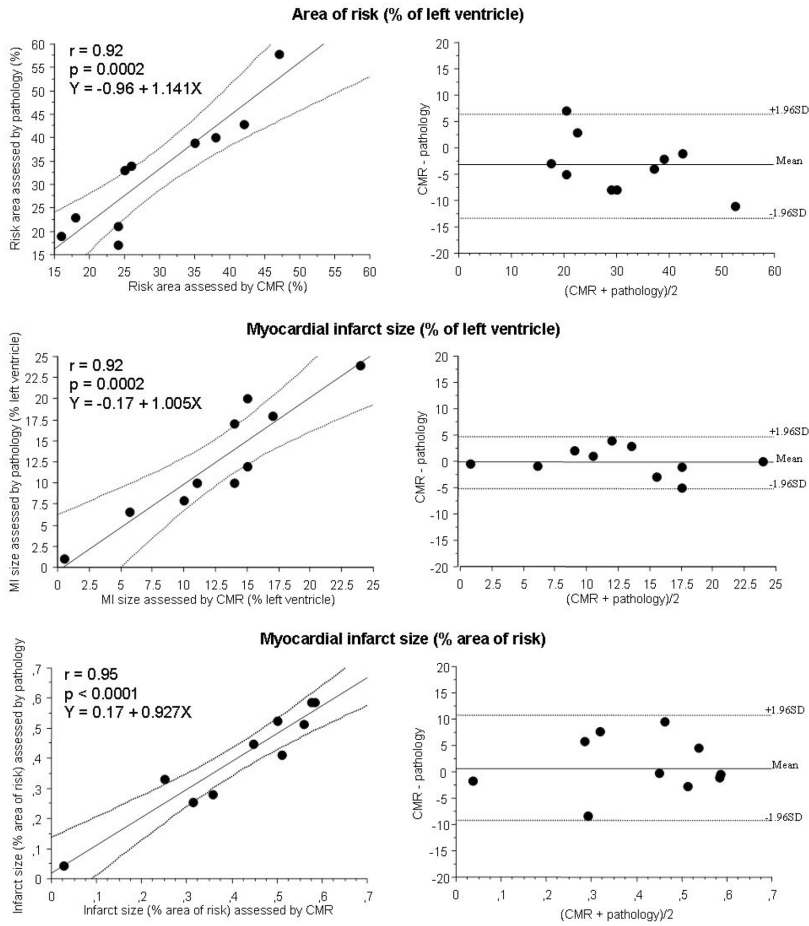 Area of risk (% of left ventricle)
r = 0.92
p = 0.0002
Y = -0.96 + 1.141X
Risk area assessed by pathology (%)
60
55
50
45
40
35
30
25
20
15
15 20 25 30 35 40 45 50 55 60
Risk area assessed by CMR (%)
CMR - pathology
20
15
10
5
0
-5
-10
-15
-20
+1.96SD
Mean
-1.96SD
0 10 20 30 40 50 60
(CMR + pathology)/2
Myocardial infarct size (% of left ventricle)
r = 0.92
p = 0.0002
Y = -0.17 + 1.005X
MI size assessed by pathology (% left ventricle)
25
22.5
20
17.5
15
12.5
10
7.5
5
2.5
0
0 2.5 5 7.5 10 12.5 15 17.5 20 22.5 25
MI size assessed by CMR (% left ventricle)
CMR - pathology
20
15
10
5
0
-5
-10
-15
-20
+1.96SD
Mean
-1.96SD
0 2.5 5 7.5 10 12.5 15 17.5 20 22.5 25
(CMR + pathology)/2
Myocardial infarct size (% area of risk)
r = 0.95
p < 0.0001
Y = 0.17 + 0.927X
Infarct size (% area of risk) assessed by pathology
,7
,6
,5
,4
,3
,2
,1
0
0 ,1 ,2 ,3 ,4 ,5 ,6 ,7
Infarct size (% area of risk) assessed by CMR
CMR - pathology
20
15
10
5
0
-5
-10
-15
-20
+1.96SD
Mean
-1.96SD
0 ,1 ,2 ,3 ,4 ,5 ,6 ,7
(CMR + pathology)/2